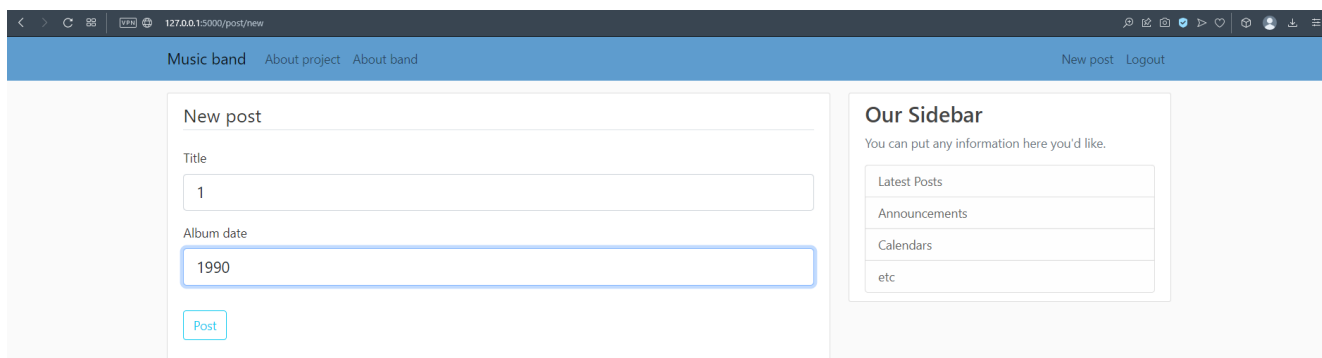 VPN 127.0.0.1:5000/post/new
Music band About project About band New post Logout
New post
Title
1
Album date
1990
Post
Our Sidebar
You can put any information here you'd like.
Latest Posts
Announcements
Calendars
etc